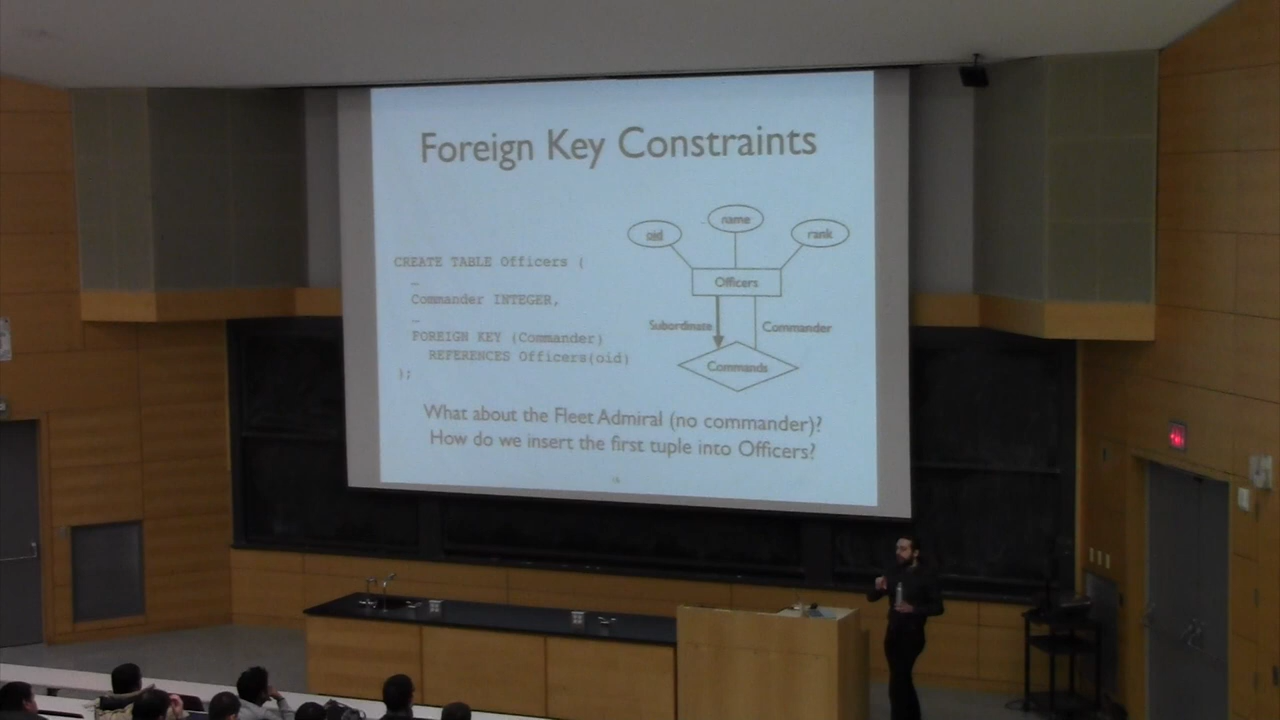 Foreign Key Constraints
CREATE TABLE Officers (
…
Commander INTEGER,
…
FOREIGN KEY (Commander)
REFERENCES Officers(oid)
);
name
oid
rank
Officers
Subordinate
Commander
Commands
What about the Fleet Admiral (no commander)?
How do we insert the first tuple into Officers?